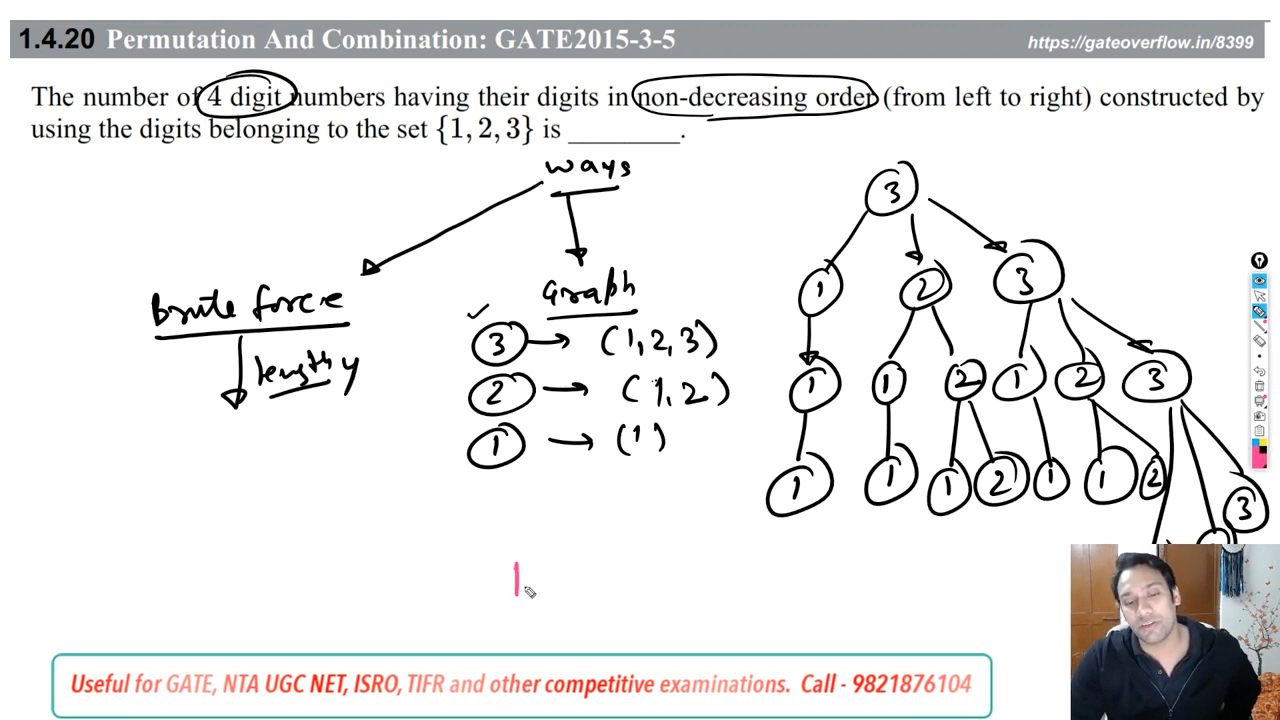 1.4.20 Permutation And Combination: GATE2015-3-5
https://gateoverflow.in/8399
The number of 4 digit numbers having their digits in non-decreasing order (from left to right) constructed by
using the digits belonging to the set {1, 2, 3} is ________.
ways
Brute force
lengthy
Graph
3 → (1,2,3)
2 → (1,2)
1 → (1)
3
1 2 3
1 1 2 1 2 3
1 1 1 2 1 1 2
3
1
Useful for GATE, NTA UGC NET, ISRO, TIFR and other competitive examinations. Call - 9821876104